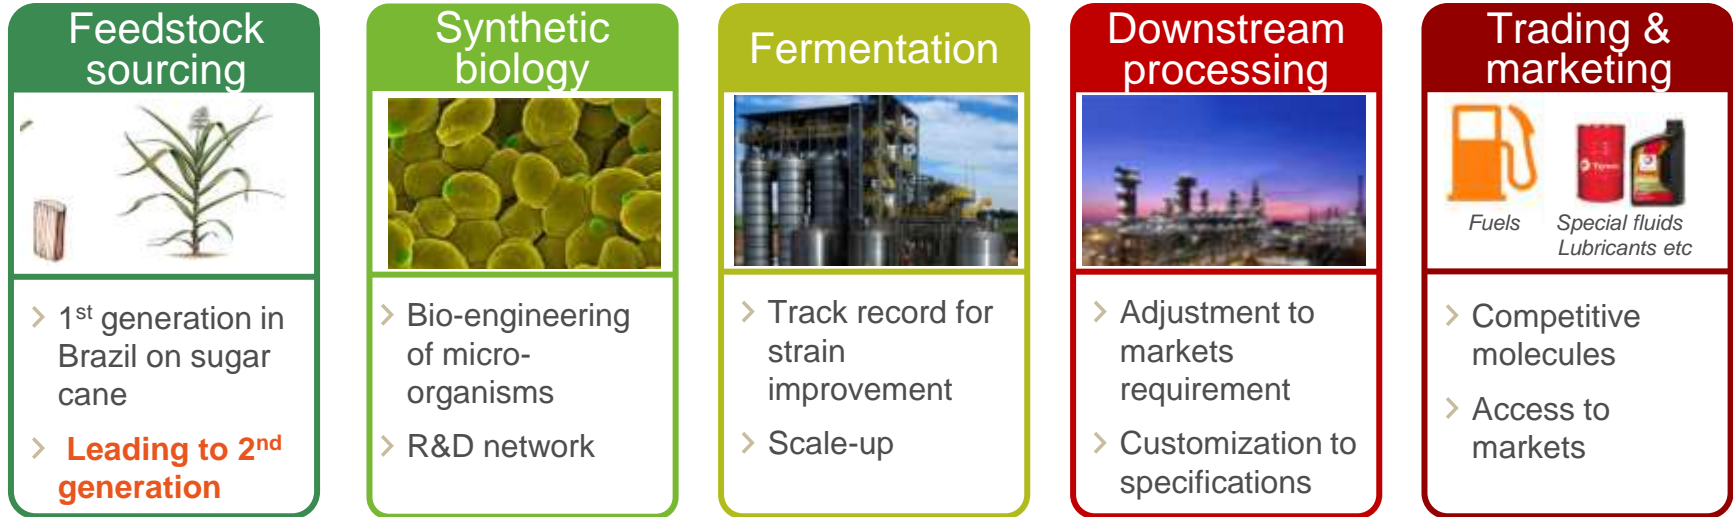 Feedstock
sourcing
1st generation in
Brazil on sugar
cane
Leading to 2nd
generation
Synthetic
biology
Bio-engineering
of micro-
organisms
R&D network
Fermentation
Track record for
strain
improvement
Scale-up
Downstream
processing
Adjustment to
markets
requirement
Customization to
specifications
Trading &
marketing
Fuels
Special fluids
Lubricants etc
Competitive
molecules
Access to
markets